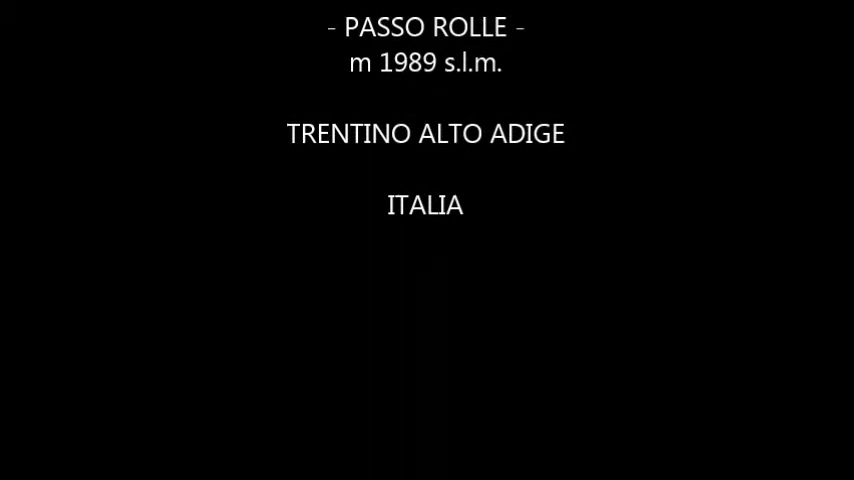 - PASSO ROLLE -
m 1989 s.l.m.
TRENTINO ALTO ADIGE
ITALIA